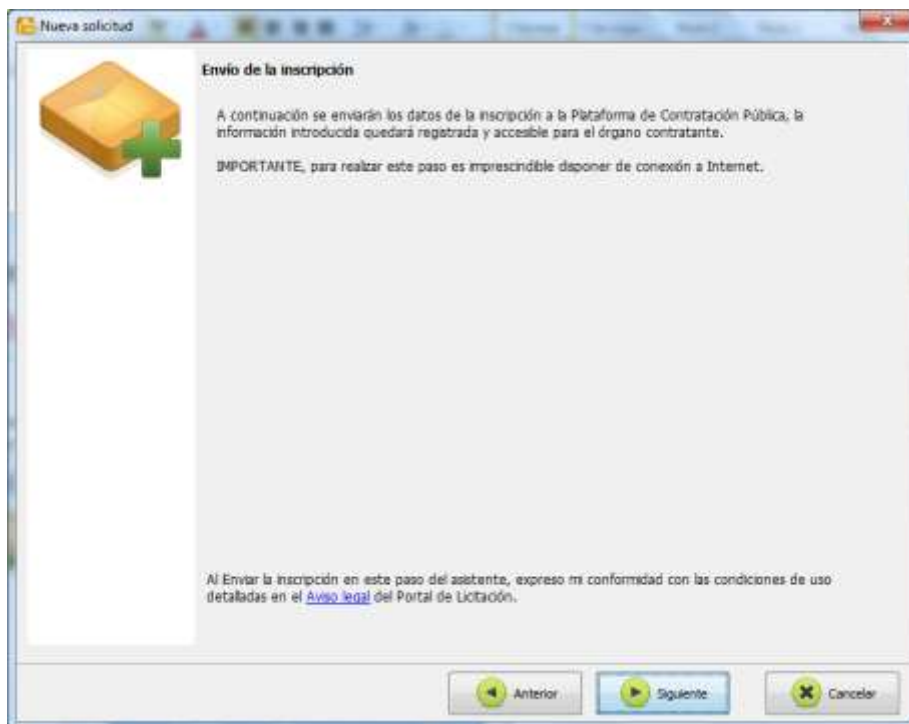 Nueva solicitud
Envío de la inscripción
A continuación se enviarán los datos de la inscripción a la Plataforma de Contratación Pública, la
información introducida quedará registrada y accesible para el órgano contratante.
IMPORTANTE, para realizar este paso es imprescindible disponer de conexión a Internet.
Al Enviar la inscripción en este paso del asistente, expreso mi conformidad con las condiciones de uso
detalladas en el Aviso legal del Portal de Licitación.
Anterior Siguiente Cancelar